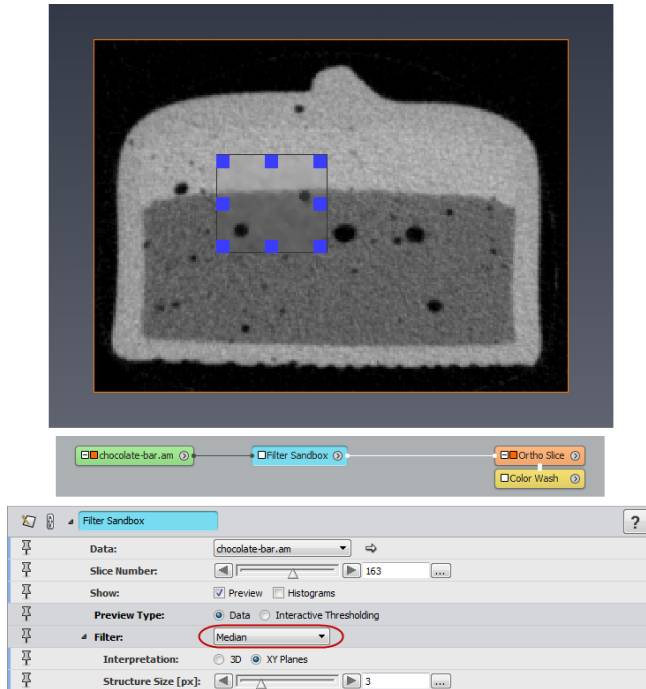 chocolate-bar.am
Filter Sandbox
Ortho Slice
Color Wash
Filter Sandbox
?
Data: chocolate-bar.am
Slice Number: 163 ...
Show: Preview Histograms
Preview Type: Data Interactive Thresholding
Filter: Median
Interpretation: 3D XY Planes
Structure Size [px]: 3 ...